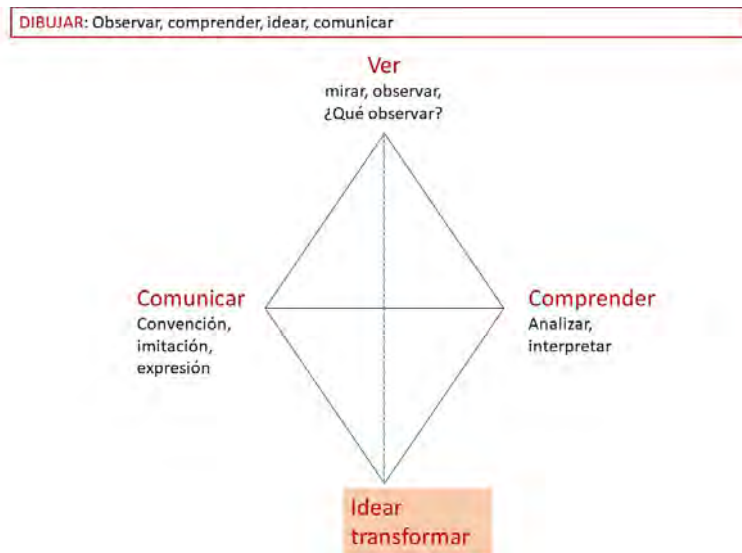 DIBUJAR: Observar, comprender, idear, comunicar
Ver
mirar, observar,
¿Qué observar?
Comunicar
Convención,
imitación,
expresión
Comprender
Analizar,
interpretar
Idear
transformar